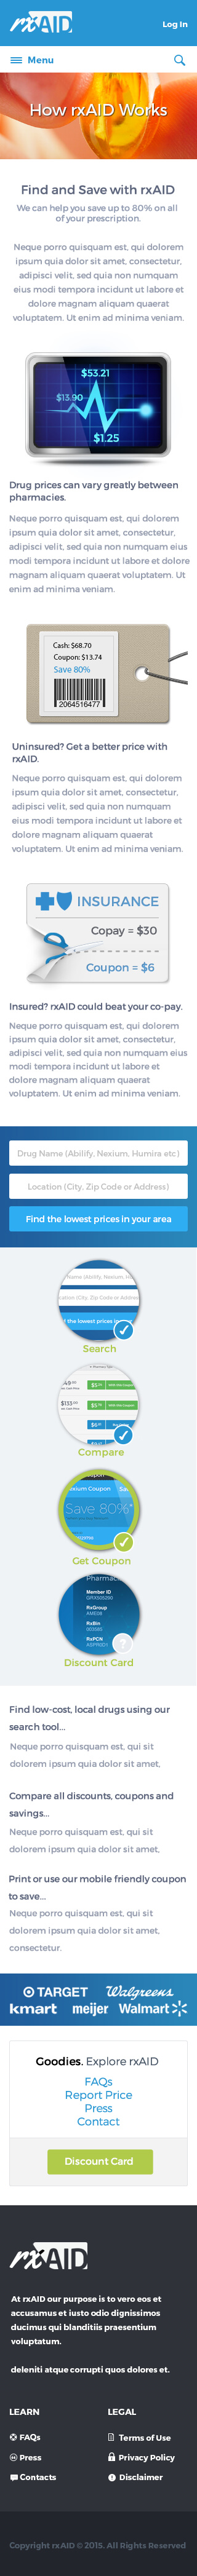 rxAID
Log In
Menu
How rxAID Works
Find and Save with rxAID
We can help you save up to 80% on all
of your prescription.
Neque porro quisquam est, qui dolorem
ipsum quia dolor sit amet, consectetur,
adipisci velit, sed quia non numquam
eius modi tempora incidunt ut labore et
dolore magnam aliquam quaerat
voluptatem. Ut enim ad minima veniam.
$53.21
$13.90
$1.25
Drug prices can vary greatly between
pharmacies.
Neque porro quisquam est, qui dolorem
ipsum quia dolor sit amet, consectetur,
adipisci velit, sed quia non numquam eius
modi tempora incidunt ut labore et dolore
magnam aliquam quaerat voluptatem. Ut
enim ad minima veniam.
Cash: $68.70
Coupon: $13.74
Save 80%
2064516477
Uninsured? Get a better price with
rxAID.
Neque porro quisquam est, qui dolorem
ipsum quia dolor sit amet, consectetur,
adipisci velit, sed quia non numquam
eius modi tempora incidunt ut labore et
dolore magnam aliquam quaerat
voluptatem. Ut enim ad minima veniam.
INSURANCE
Copay = $30
Coupon = $6
Insured? rxAID could beat your co-pay.
Neque porro quisquam est, qui dolorem
ipsum quia dolor sit amet, consectetur,
adipisci velit, sed quia non numquam eius
modi tempora incidunt ut labore et
dolore magnam aliquam quaerat
voluptatem. Ut enim ad minima veniam.
Drug Name (Abilify, Nexium, Humira etc)
Location (City, Zip Code or Address)
Find the lowest prices in your area
Search
Compare
Save 80%*
Get Coupon
Member ID
RxGroup
RxBin
RxPCN
?
Discount Card
Find low-cost, local drugs using our
search tool...
Neque porro quisquam est, qui sit
dolorem ipsum quia dolor sit amet,
Compare all discounts, coupons and
savings...
Neque porro quisquam est, qui sit
dolorem ipsum quia dolor sit amet,
Print or use our mobile friendly coupon
to save...
Neque porro quisquam est, qui sit
dolorem ipsum quia dolor sit amet,
consectetur.
TARGET Walgreens
kmart meijer Walmart
Goodies. Explore rxAID
FAQs
Report Price
Press
Contact
Discount Card
rxAID
At rxAID our purpose is to vero eos et
accusamus et iusto odio dignissimos
ducimus qui blanditiis praesentium
voluptatum.
deleniti atque corrupti quos dolores et.
LEARN
FAQs
Press
Contacts
LEGAL
Terms of Use
Privacy Policy
Disclaimer
Copyright rxAID © 2015. All Rights Reserved